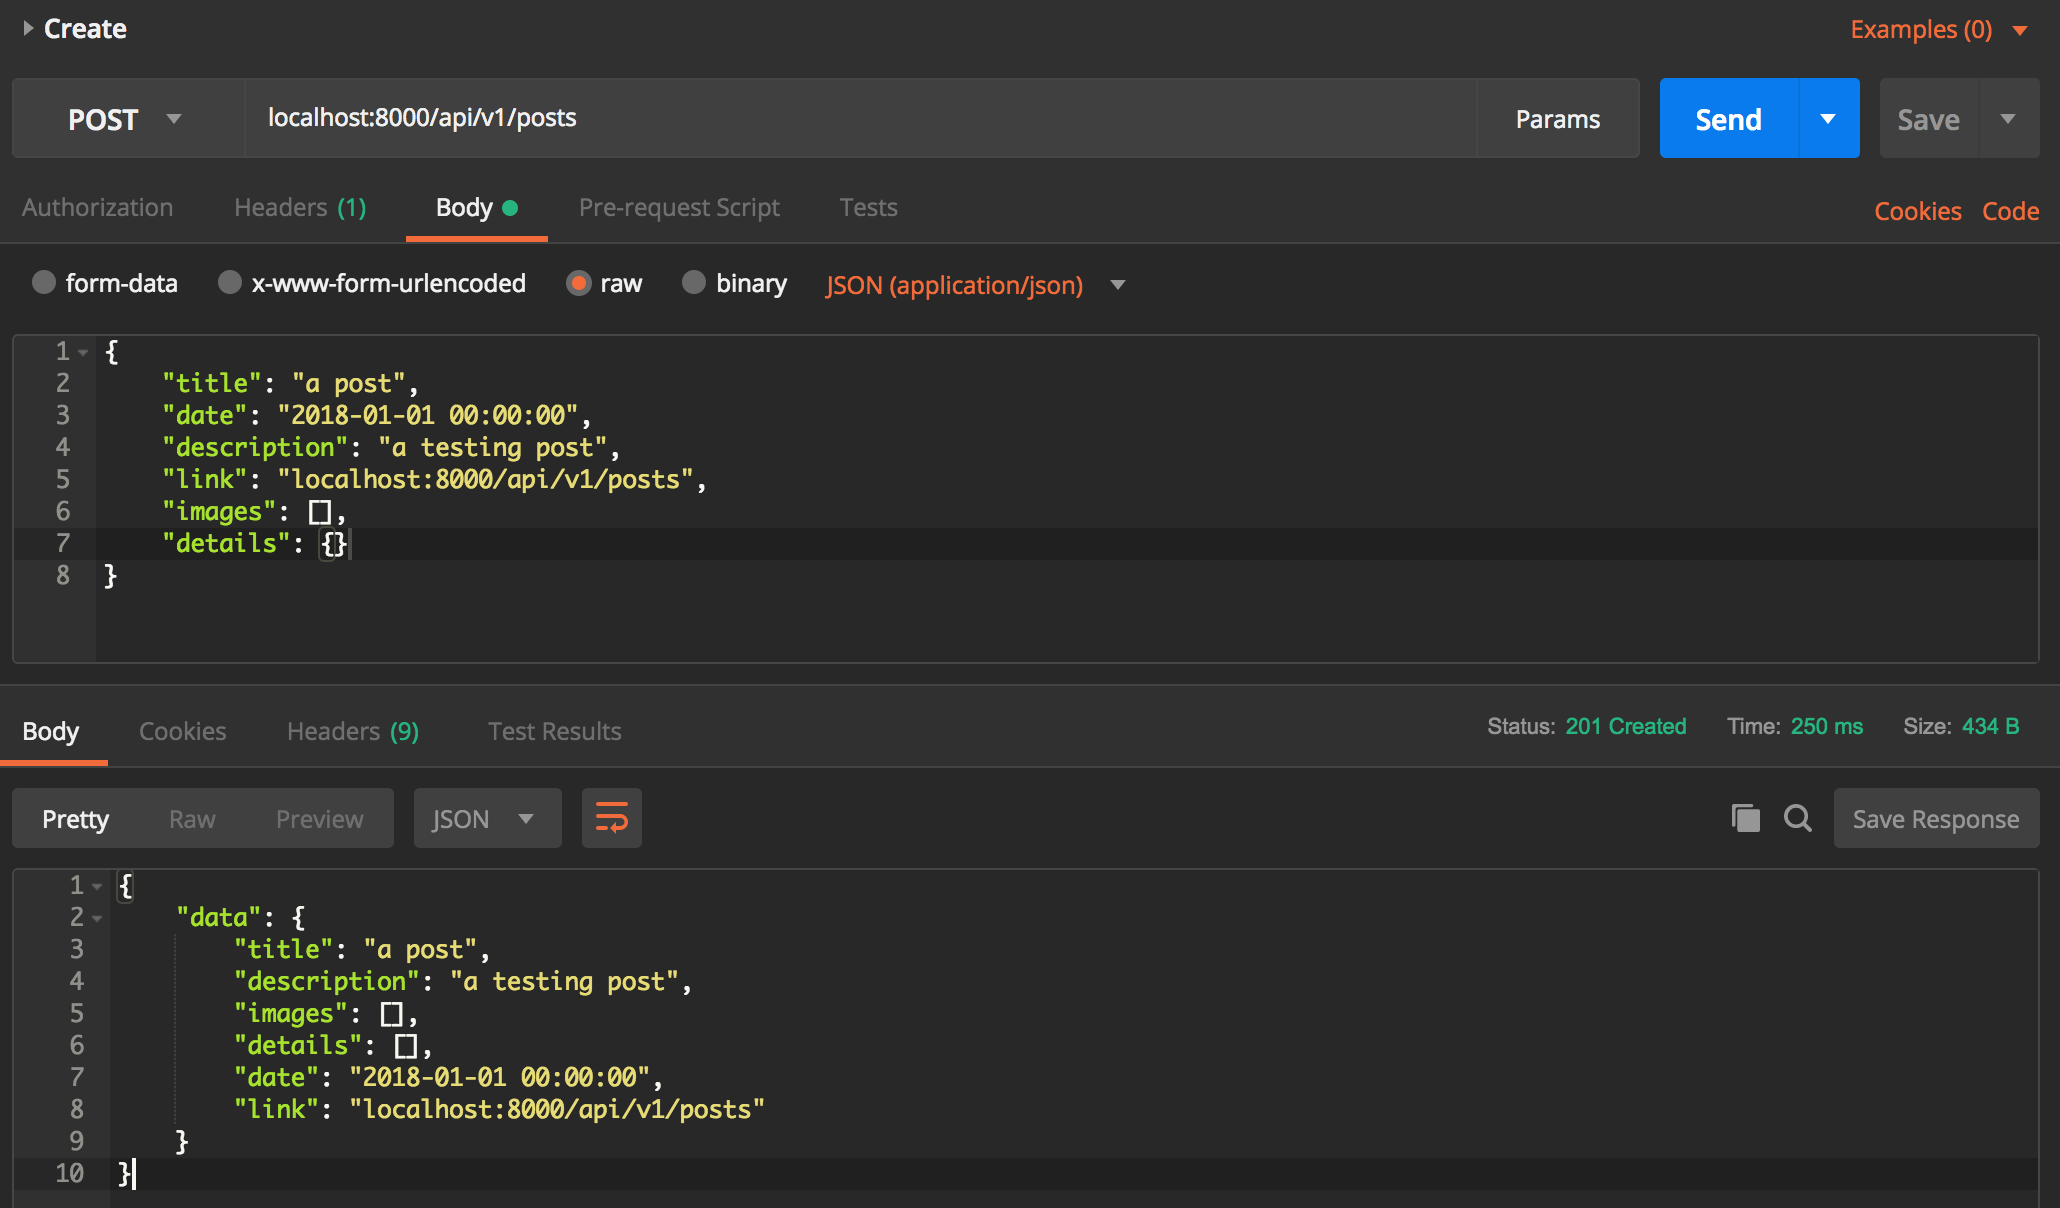 Create
Examples (0)
POST localhost:8000/api/v1/posts Params Send Save
Authorization Headers (1) Body Pre-request Script Tests Cookies Code
form-data x-www-form-urlencoded raw binary JSON (application/json)
1 {
2 "title": "a post",
3 "date": "2018-01-01 00:00:00",
4 "description": "a testing post",
5 "link": "localhost:8000/api/v1/posts",
6 "images": [],
7 "details": {}
8 }
Body Cookies Headers (9) Test Results Status: 201 Created Time: 250 ms Size: 434 B
Pretty Raw Preview JSON Save Response
1 {
2 "data": {
3 "title": "a post",
4 "description": "a testing post",
5 "images": [],
6 "details": [],
7 "date": "2018-01-01 00:00:00",
8 "link": "localhost:8000/api/v1/posts"
9 }
10 }